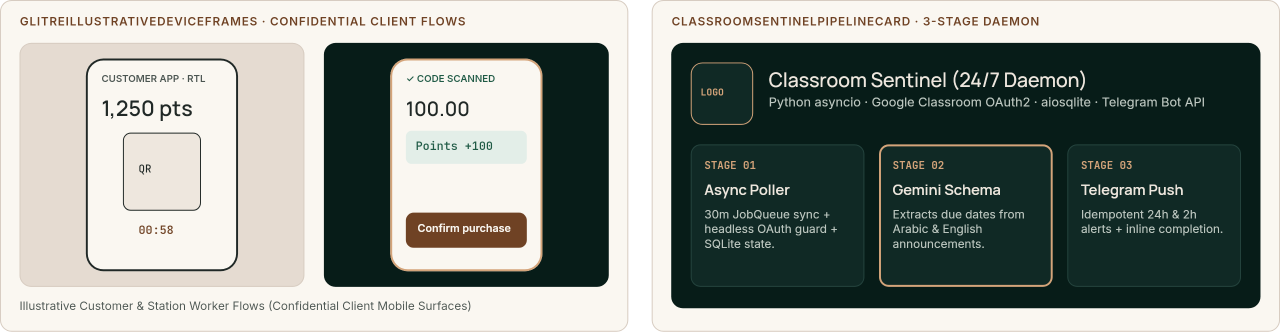 GLITREILLUSTRATIVEDEVICEFRAMES · CONFIDENTIAL CLIENT FLOWS
CUSTOMER APP · RTL
1,250 pts
QR
00:58
✓ CODE SCANNED
100.00
Points +100
Confirm purchase
Illustrative Customer & Station Worker Flows (Confidential Client Mobile Surfaces)
CLASSROOMSENTINELPIPELINECARD · 3-STAGE DAEMON
LOGO
Classroom Sentinel (24/7 Daemon)
Python asyncio · Google Classroom OAuth2 · aiosqlite · Telegram Bot API
STAGE 01
Async Poller
30m JobQueue sync +
headless OAuth guard +
SQLite state.
STAGE 02
Gemini Schema
Extracts due dates from
Arabic & English
announcements.
STAGE 03
Telegram Push
Idempotent 24h & 2h
alerts + inline completion.